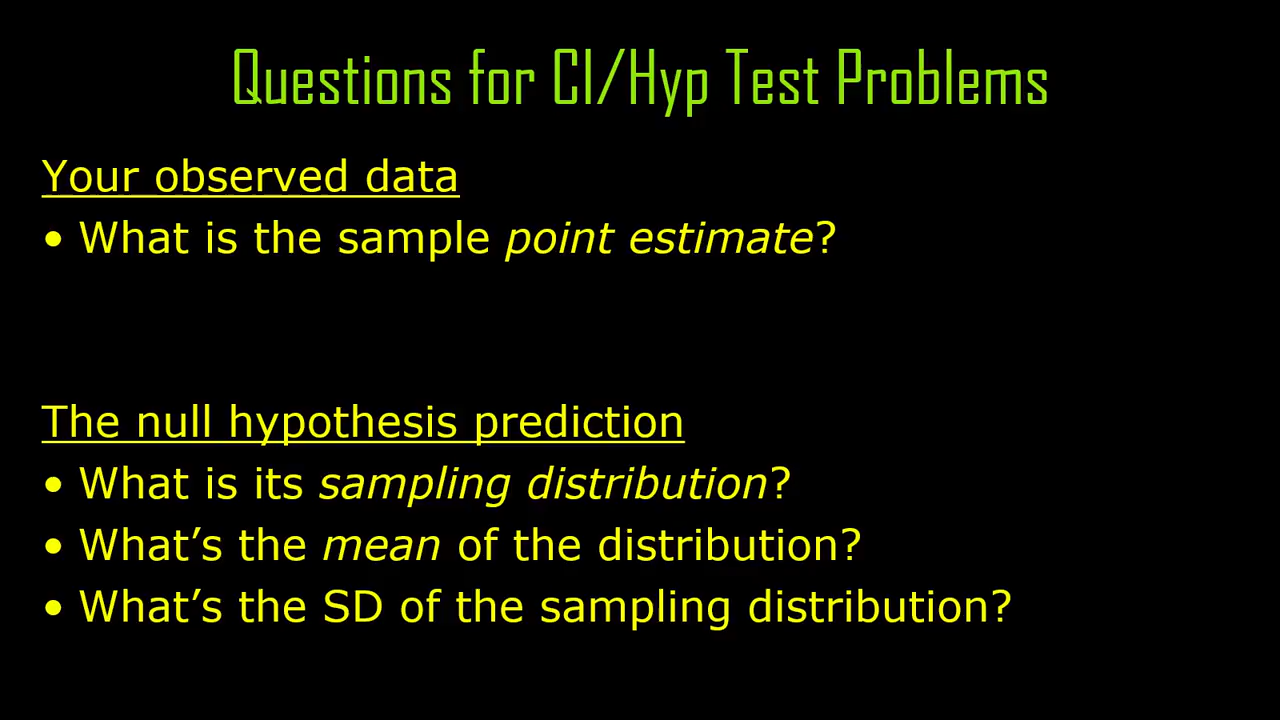 Questions for CI/Hyp Test Problems
Your observed data
• What is the sample point estimate?
The null hypothesis prediction
• What is its sampling distribution?
• What’s the mean of the distribution?
• What’s the SD of the sampling distribution?